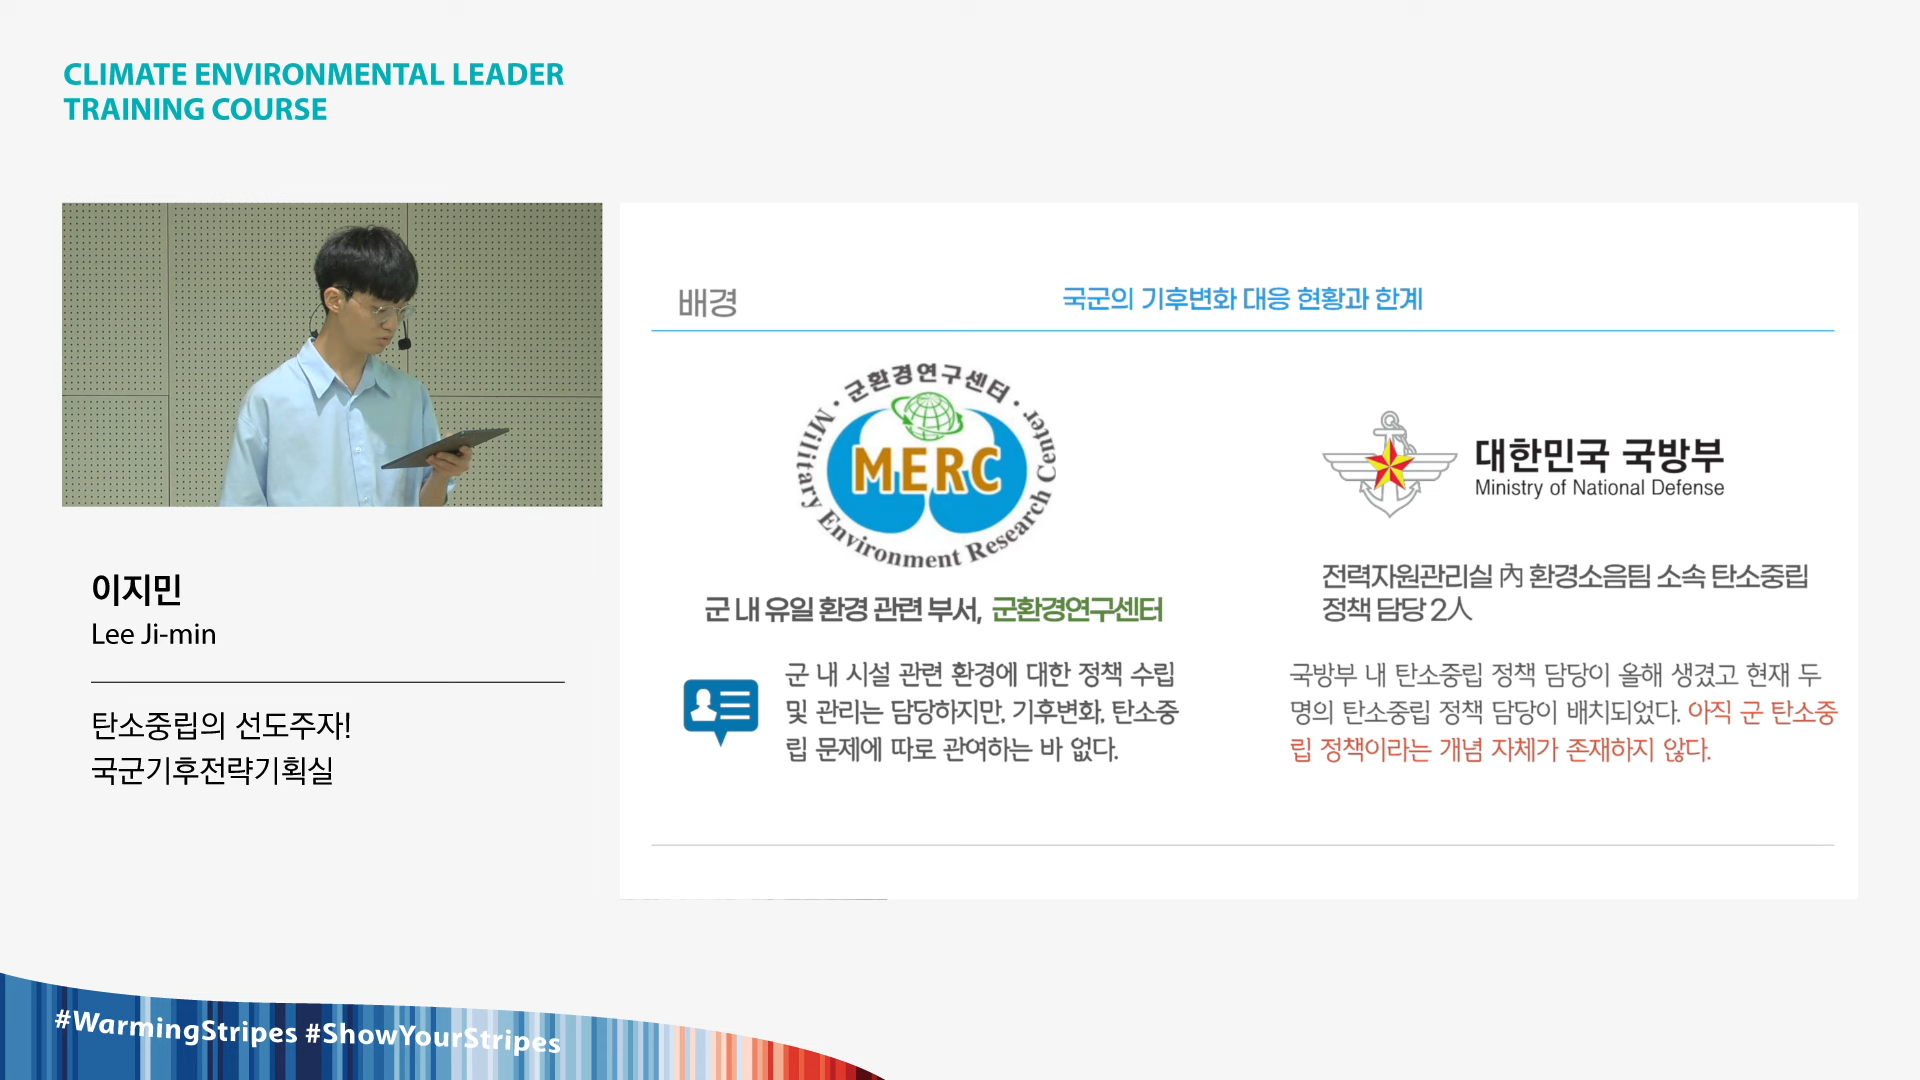 CLIMATE ENVIRONMENTAL LEADER
TRAINING COURSE
이지민
Lee Ji-min
탄소중립의 선도주자!
국군기후전략기획실
배경
국군의 기후변화 대응 현황과 한계
· 군환경연구센터 ·
MERC
Military Environment Research Center
군 내 유일 환경 관련 부서, 군환경연구센터
군 내 시설 관련 환경에 대한 정책 수립
및 관리는 담당하지만, 기후변화, 탄소중
립 문제에 따로 관여하는 바 없다.
대한민국 국방부
Ministry of National Defense
전력자원관리실 內 환경소음팀 소속 탄소중립
정책 담당 2人
국방부 내 탄소중립 정책 담당이 올해 생겼고 현재 두
명의 탄소중립 정책 담당이 배치되었다. 아직 군 탄소중
립 정책이라는 개념 자체가 존재하지 않다.
#WarmingStripes #ShowYourStripes